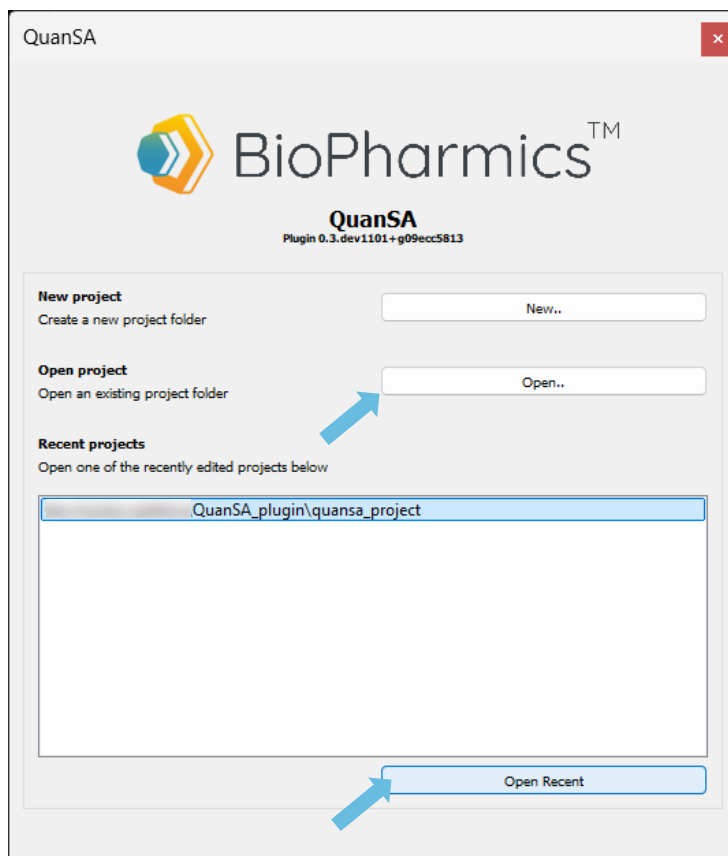 QuanSA
BioPharmics™
QuanSA
Plugin 0.3.dev1101+g09ecc5813
New project
Create a new project folder
New..
Open project
Open an existing project folder
Open..
Recent projects
Open one of the recently edited projects below
\QuanSA_plugin\quansa_project
Open Recent